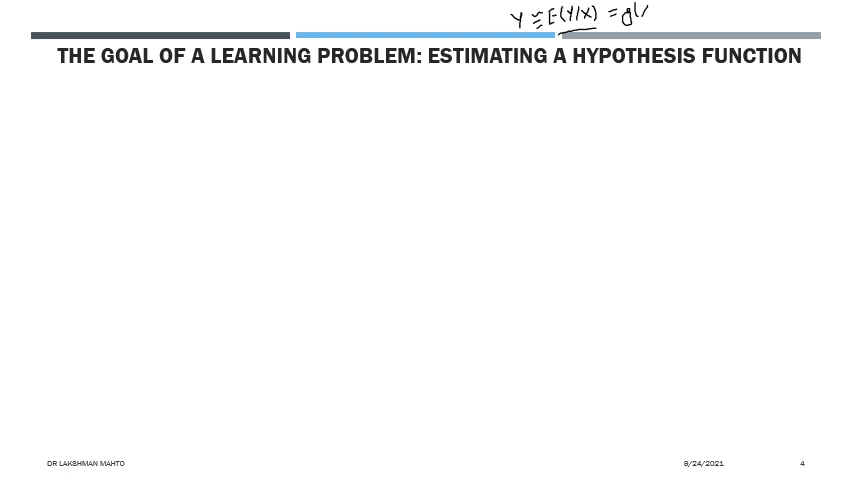 Y ≈ E(Y/X) = g(
THE GOAL OF A LEARNING PROBLEM: ESTIMATING A HYPOTHESIS FUNCTION
DR LAKSHMAN MAHTO 9/24/2021 4